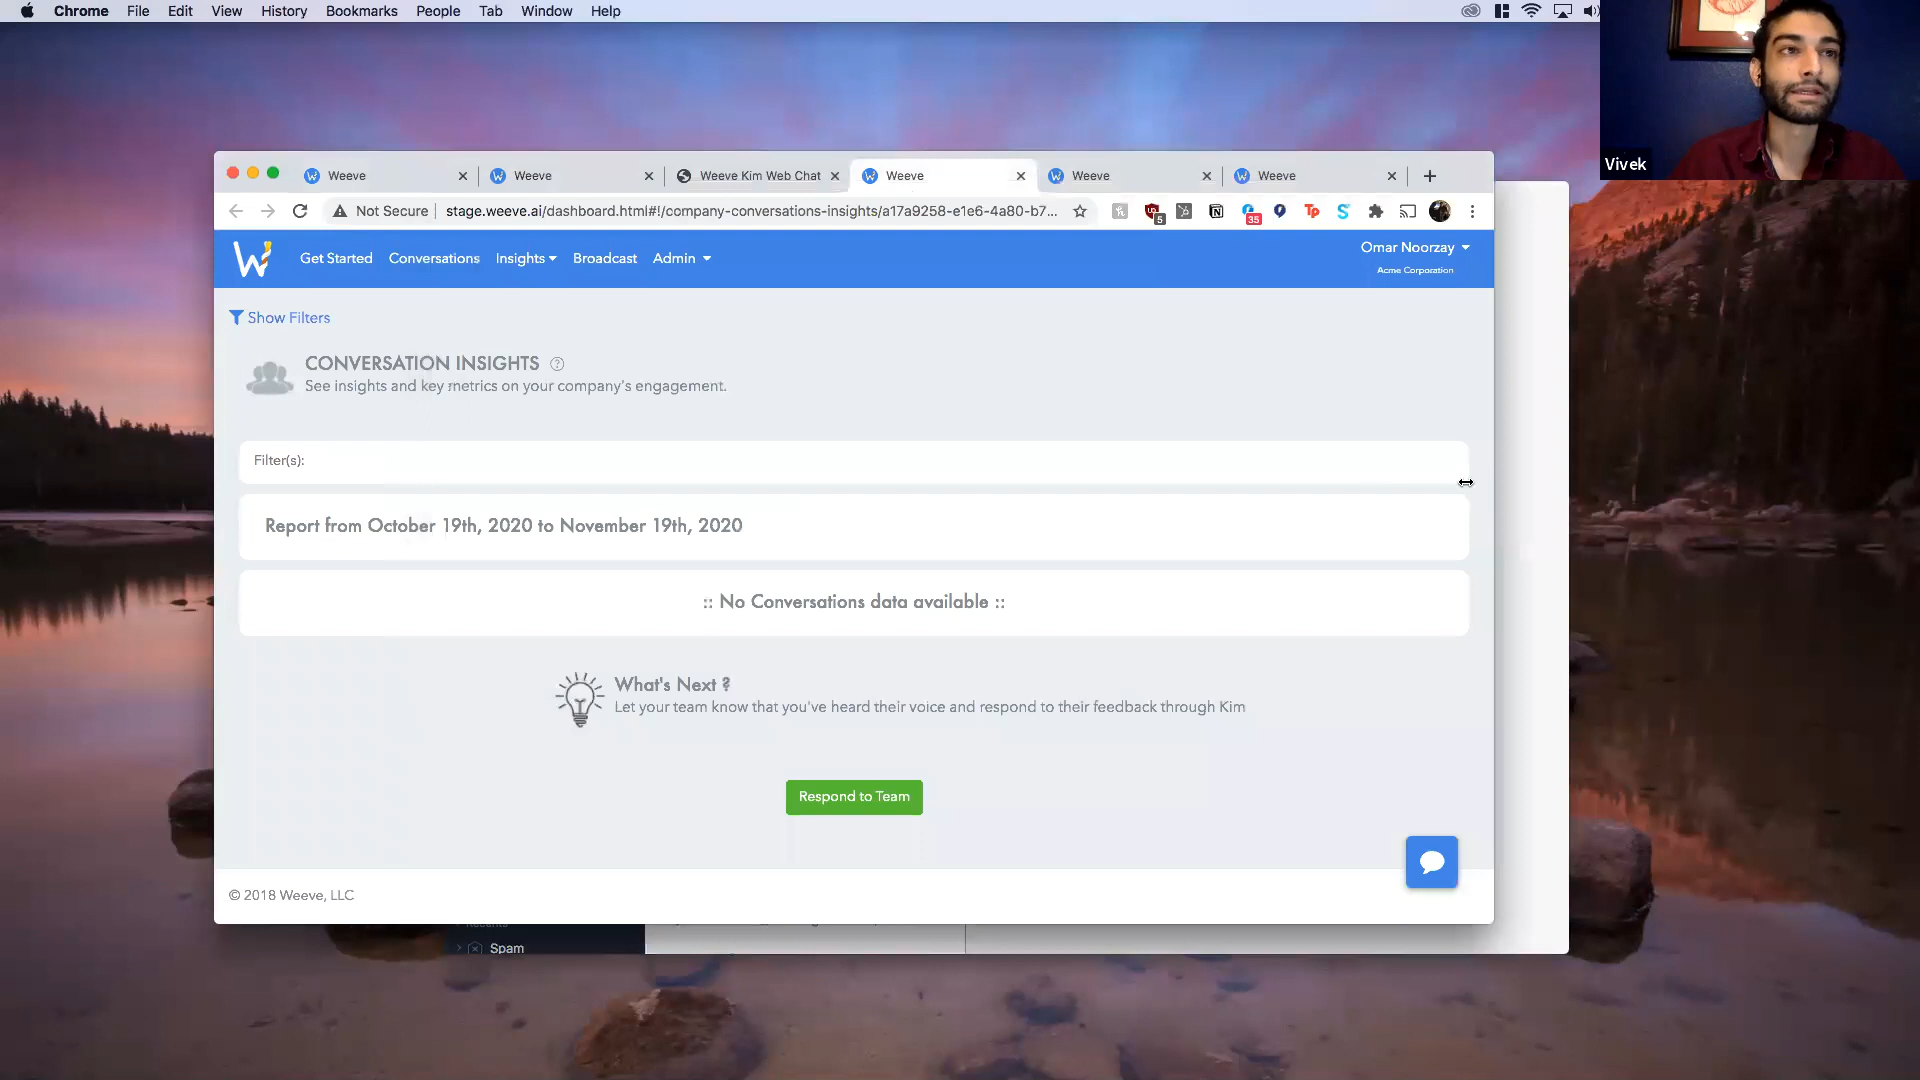 Chrome File Edit View History Bookmarks People Tab Window Help
Vivek
Weeve
Weeve
Weeve Kim Web Chat
Weeve
Weeve
Weeve
Not Secure
stage.weeve.ai/dashboard.html#!/company-conversations-insights/a17a9258-e1e6-4a80-b7...
5
35
Get Started Conversations Insights Broadcast Admin
Omar Noorzay
Acme Corporation
Show Filters
CONVERSATION INSIGHTS ?
See insights and key metrics on your company's engagement.
Filter(s):
Report from October 19th, 2020 to November 19th, 2020
:: No Conversations data available ::
What's Next ?
Let your team know that you've heard their voice and respond to their feedback through Kim
Respond to Team
© 2018 Weeve, LLC
Spam